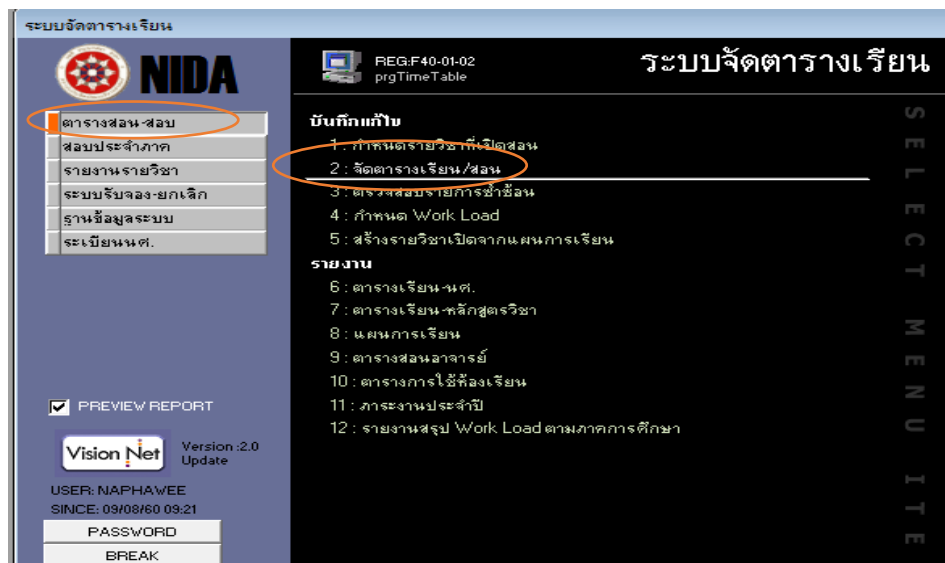 ระบบจัดตารางเรียน
NIDA
REG:F40-01-02
prgTimeTable
ระบบจัดตารางเรียน
ตารางสอน-สอบ
สอบประจำภาค
รายงานรายวิชา
ระบบรับจอง-ยกเลิก
ฐานข้อมูลระบบ
ระเบียนนศ.
บันทึกแก้ไข
1 : กำหนดรายวิชาที่เปิดสอน
2 : จัดตารางเรียน/สอน
3 : ตรวจสอบรายการซ้ำซ้อน
4 : กำหนด Work Load
5 : สร้างรายวิชาเปิดจากแผนการเรียน
รายงาน
6 : ตารางเรียน-นศ.
7 : ตารางเรียน-หลักสูตรวิชา
8 : แผนการเรียน
9 : ตารางสอนอาจารย์
10 : ตารางการใช้ห้องเรียน
11 : ภาระงานประจำปี
12 : รายงานสรุป Work Load ตามภาคการศึกษา
SELECT MENU ITE
PREVIEW REPORT
Vision Net
Version :2.0
Update
USER: NAPHAWEE
SINCE: 09/08/60 09:21
PASSWORD
BREAK